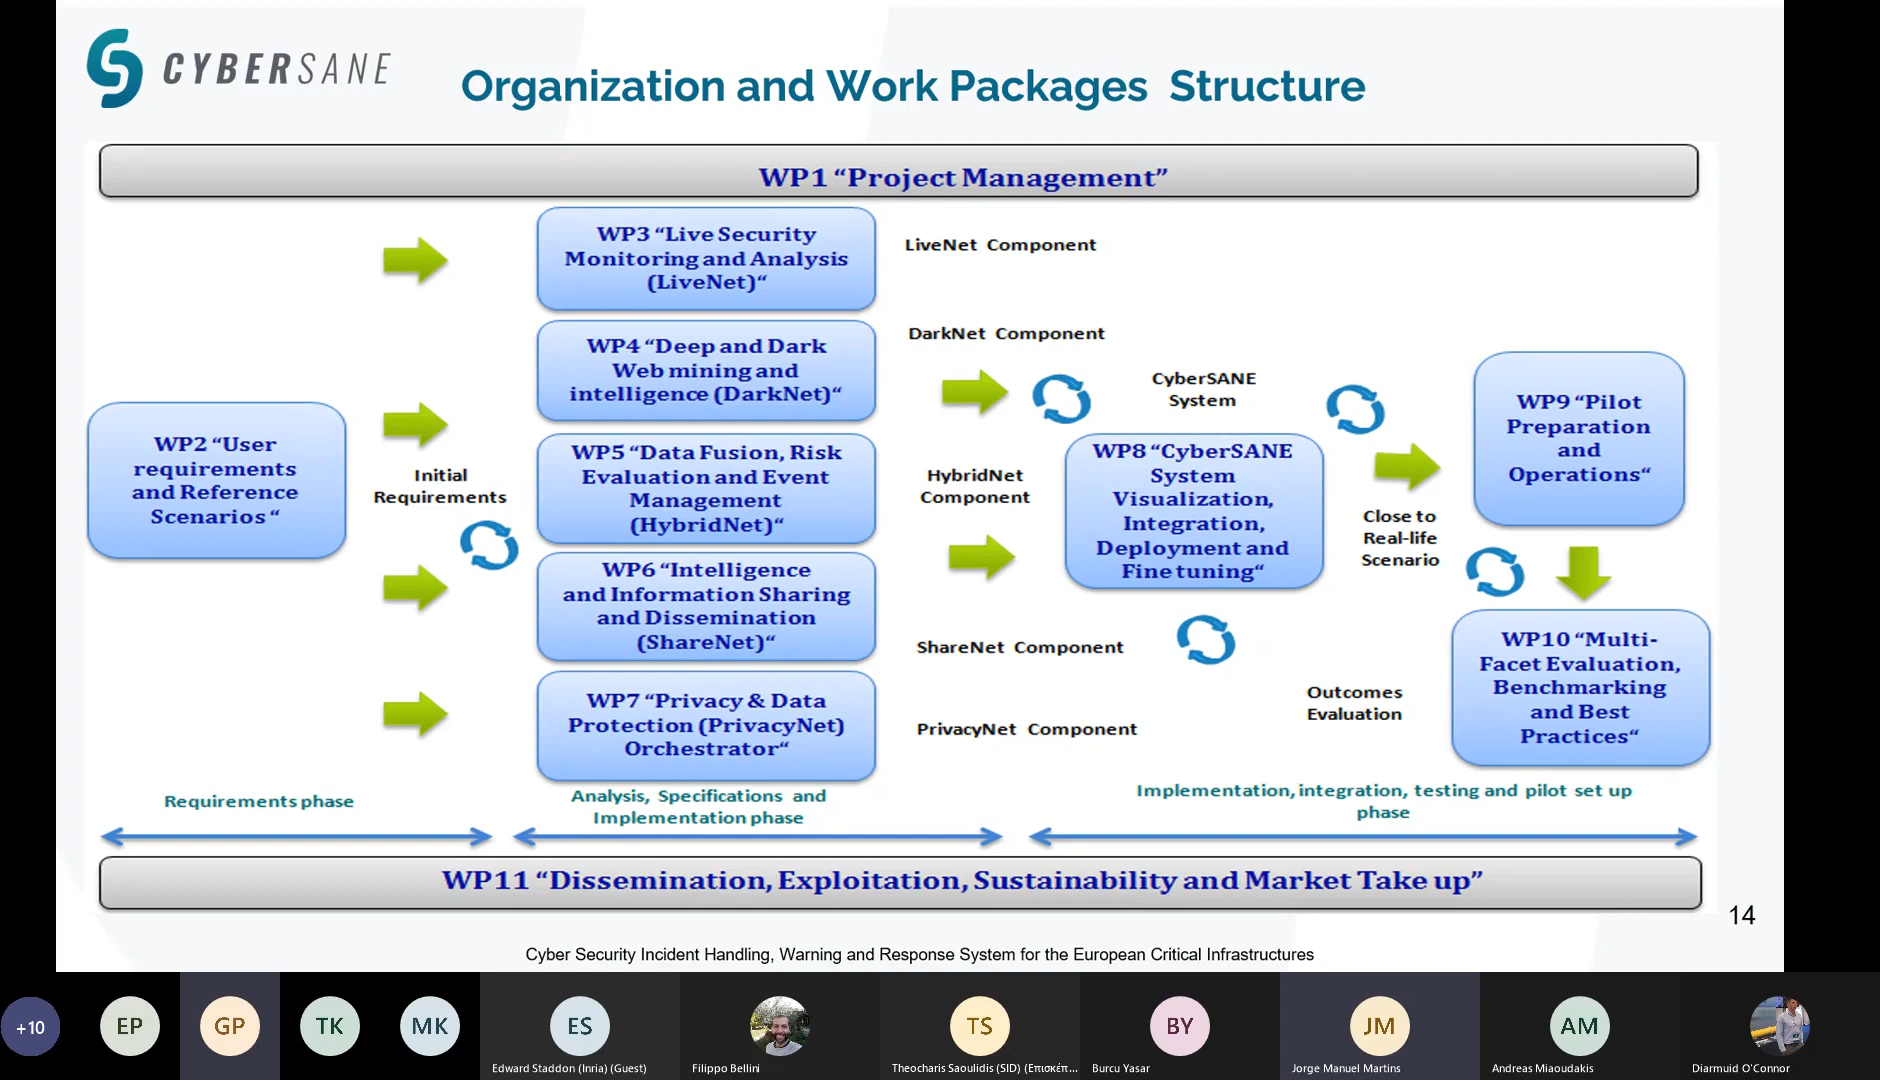 CYBERSANE
Organization and Work Packages Structure
WP1 “Project Management”
WP3 “Live Security
Monitoring and Analysis
(LiveNet)“
LiveNet Component
WP4 “Deep and Dark
Web mining and
intelligence (DarkNet)“
DarkNet Component
CyberSANE
System
WP2 “User
requirements
and Reference
Scenarios “
Initial
Requirements
WP5 “Data Fusion, Risk
Evaluation and Event
Management
(HybridNet)“
HybridNet
Component
WP8 “CyberSANE
System
Visualization,
Integration,
Deployment and
Fine tuning“
WP9 “Pilot
Preparation
and
Operations“
Close to
Real-life
Scenario
WP6 “Intelligence
and Information Sharing
and Dissemination
(ShareNet)“
ShareNet Component
WP10 “Multi-
Facet Evaluation,
Benchmarking
and Best
Practices“
Outcomes
Evaluation
WP7 “Privacy & Data
Protection (PrivacyNet)
Orchestrator“
PrivacyNet Component
Requirements phase
Analysis, Specifications and
Implementation phase
Implementation, integration, testing and pilot set up
phase
WP11 “Dissemination, Exploitation, Sustainability and Market Take up”
14
Cyber Security Incident Handling, Warning and Response System for the European Critical Infrastructures
+10
EP
GP
TK
MK
ES
TS
BY
JM
AM
Edward Staddon (Inria) (Guest)
Filippo Bellini
Theocharis Saoulidis (SID) (Επισκέπ...
Burcu Yasar
Jorge Manuel Martins
Andreas Miaoudakis
Diarmuid O'Connor